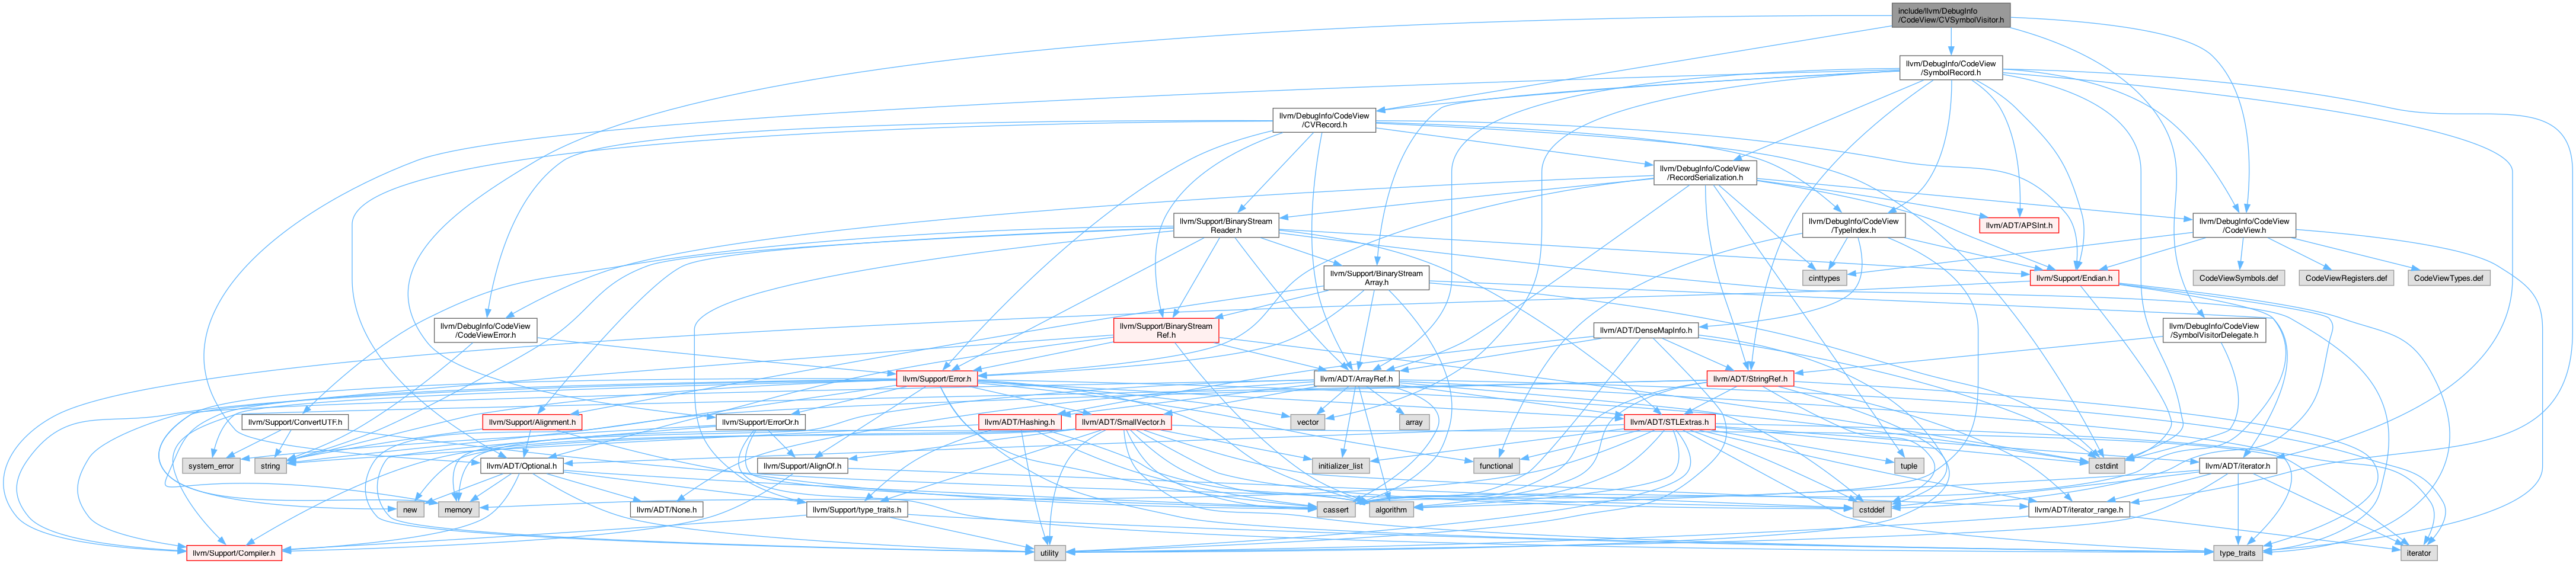 include/llvm/DebugInfo
/CodeView/CVSymbolVisitor.h
llvm/DebugInfo/CodeView
/SymbolRecord.h
llvm/DebugInfo/CodeView
/CVRecord.h
llvm/DebugInfo/CodeView
/RecordSerialization.h
llvm/Support/BinaryStream
Reader.h
llvm/DebugInfo/CodeView
/TypeIndex.h
llvm/ADT/APSInt.h
llvm/DebugInfo/CodeView
/CodeView.h
llvm/Support/BinaryStream
Array.h
cinttypes
llvm/Support/Endian.h
CodeViewSymbols.def
CodeViewRegisters.def
CodeViewTypes.def
llvm/DebugInfo/CodeView
/CodeViewError.h
llvm/Support/BinaryStream
Ref.h
llvm/ADT/DenseMapInfo.h
llvm/DebugInfo/CodeView
/SymbolVisitorDelegate.h
llvm/Support/Error.h
llvm/ADT/ArrayRef.h
llvm/ADT/StringRef.h
llvm/Support/ConvertUTF.h
llvm/Support/Alignment.h
llvm/Support/ErrorOr.h
llvm/ADT/Hashing.h
llvm/ADT/SmallVector.h
vector
array
llvm/ADT/STLExtras.h
system_error
string
llvm/ADT/Optional.h
llvm/Support/AlignOf.h
initializer_list
functional
tuple
cstdint
llvm/ADT/iterator.h
new
memory
llvm/ADT/None.h
llvm/Support/type_traits.h
cassert
algorithm
cstddef
llvm/ADT/iterator_range.h
llvm/Support/Compiler.h
utility
type_traits
iterator